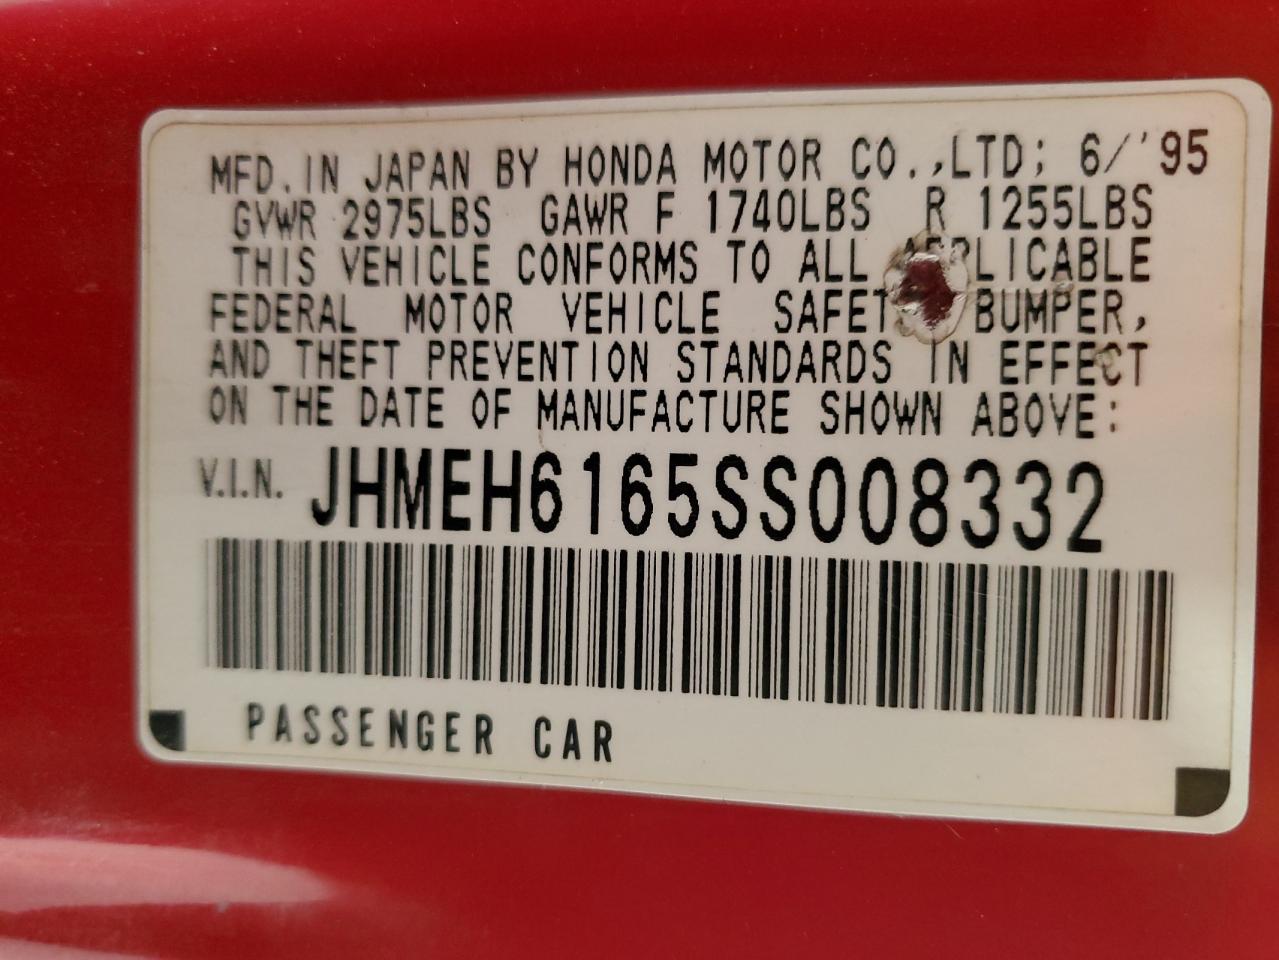 MFD. IN JAPAN BY HONDA MOTOR CO.,LTD; 6/'95
GVWR 2975LBS GAWR F 1740LBS R 1255LBS
THIS VEHICLE CONFORMS TO ALL APPLICABLE
FEDERAL MOTOR VEHICLE SAFETY BUMPER,
AND THEFT PREVENTION STANDARDS IN EFFECT
ON THE DATE OF MANUFACTURE SHOWN ABOVE:
V.I.N. JHMEH6165SS008332
PASSENGER CAR